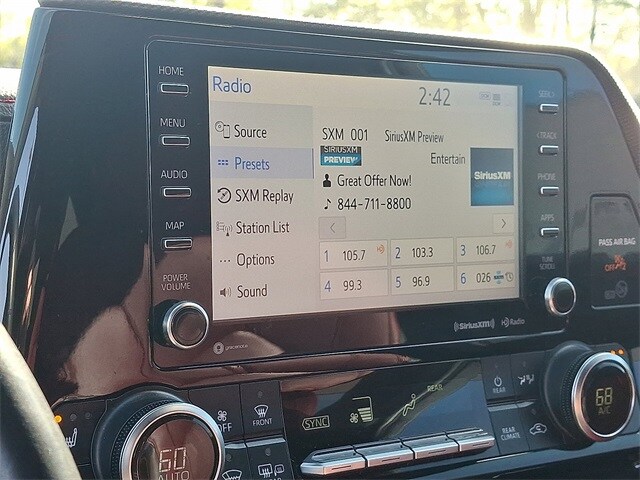 HOME
MENU
AUDIO
MAP
POWER
VOLUME
Radio
2:42
Source
Presets
SXM Replay
Station List
Options
Sound
SXM 001 SiriusXM Preview
SIRIUSXM
PREVIEW
Entertain
Great Offer Now!
844-711-8800
SiriusXM
1 105.7
2 103.3
3 106.7
4 99.3
5 96.9
6 026
SEEK >
< TRACK
PHONE
APPS
TUNE
SCROLL
PASS AIR BAG
OFF
gracenote
SiriusXM
HD Radio
60
AUTO
OFF
FRONT
SYNC
REAR
REAR
REAR
CLIMATE
68
A/C